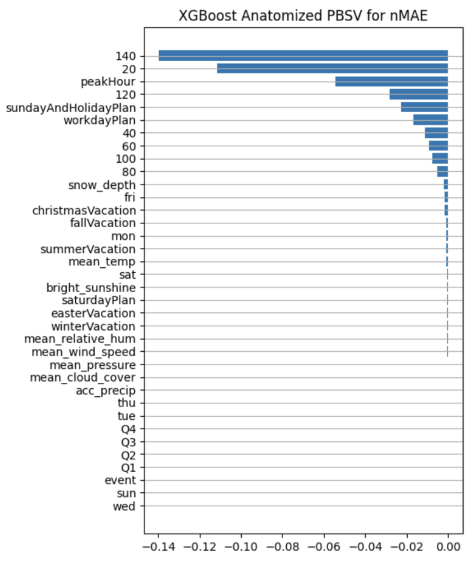 XGBoost Anatomized PBSV for nMAE
140
20
peakHour
120
sundayAndHolidayPlan
workdayPlan
40
60
100
80
snow_depth
fri
christmasVacation
fallVacation
mon
summerVacation
mean_temp
sat
bright_sunshine
saturdayPlan
easterVacation
winterVacation
mean_relative_hum
mean_wind_speed
mean_pressure
mean_cloud_cover
acc_precip
thu
tue
Q4
Q3
Q2
Q1
event
sun
wed
−0.14 −0.12 −0.10 −0.08 −0.06 −0.04 −0.02 0.00